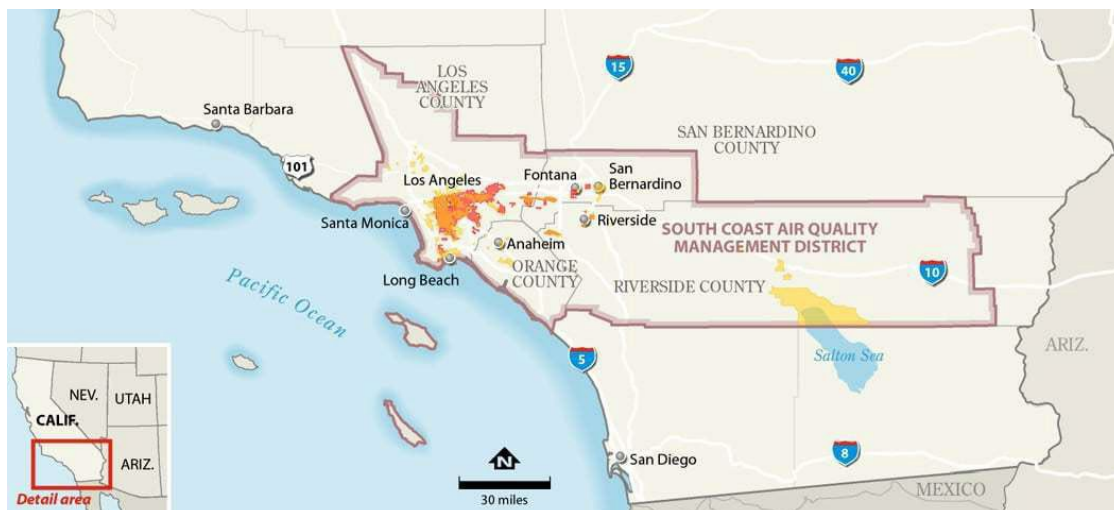 LOS
ANGELES
COUNTY
15
40
Santa Barbara
SAN BERNARDINO
COUNTY
101
Los Angeles
Fontana
San
Bernardino
Santa Monica
Riverside
SOUTH COAST AIR QUALITY
MANAGEMENT DISTRICT
Anaheim
Long Beach
ORANGE
COUNTY
RIVERSIDE COUNTY
10
Pacific Ocean
5
Salton Sea
ARIZ.
NEV.
UTAH
CALIF.
ARIZ.
Detail area
N
30 miles
San Diego
8
MEXICO